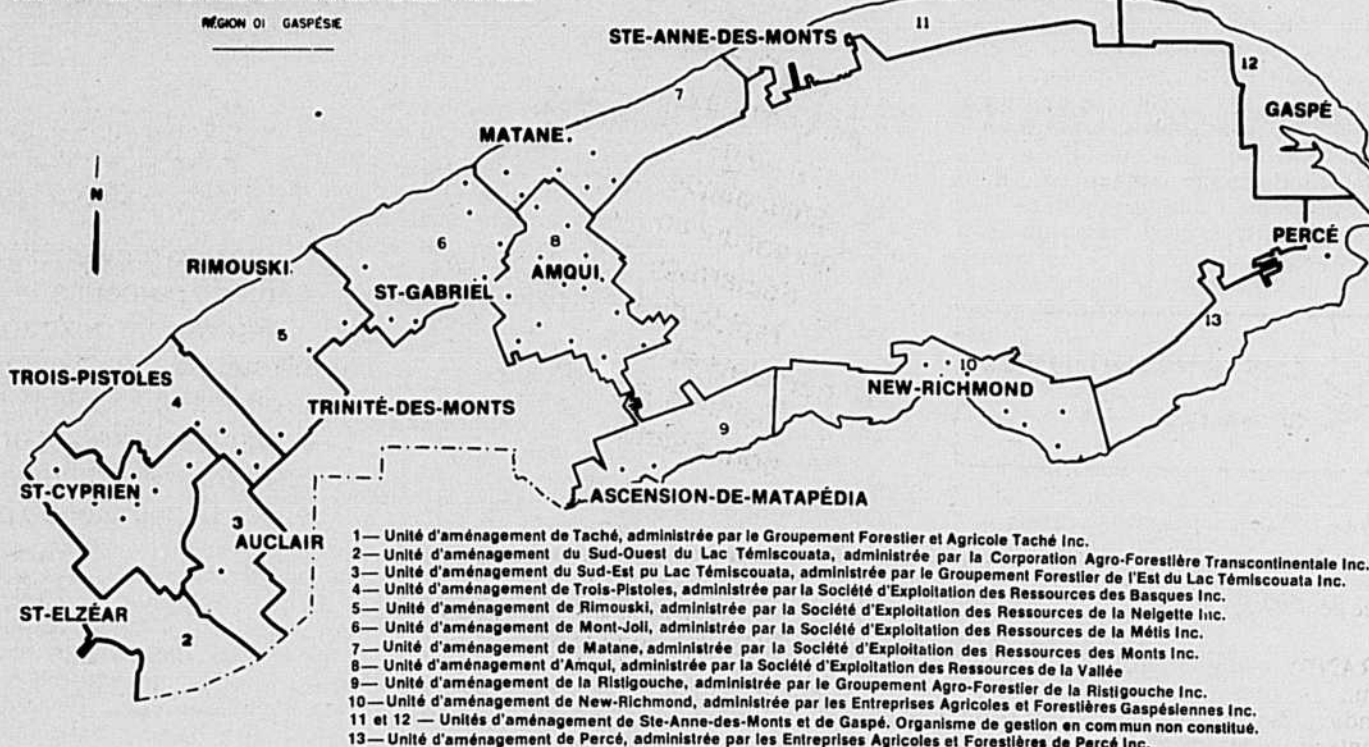 RÉGION 01 GASPÉSIE
STE-ANNE-DES-MONTS
11
12
GASPÉ
7
MATANE
N
PERCÉ
6
8
RIMOUSKI
AMQUI
ST-GABRIEL
13
5
10
TROIS-PISTOLES
NEW-RICHMOND
4
TRINITÉ-DES-MONTS
9
ST-CYPRIEN
ASCENSION-DE-MATAPÉDIA
3
AUCLAIR
ST-ELZÉAR
2
1— Unité d'aménagement de Taché, administrée par le Groupement Forestier et Agricole Taché Inc.
2— Unité d'aménagement du Sud-Ouest du Lac Témiscouata, administrée par la Corporation Agro-Forestière Transcontinentale Inc.
3— Unité d'aménagement du Sud-Est pu Lac Témiscouata, administrée par le Groupement Forestier de l'Est du Lac Témiscouata Inc.
4— Unité d'aménagement de Trois-Pistoles, administrée par la Société d'Exploitation des Ressources des Basques Inc.
5— Unité d'aménagement de Rimouski, administrée par la Société d'Exploitation des Ressources de la Neigette Inc.
6— Unité d'aménagement de Mont-Joli, administrée par la Société d'Exploitation des Ressources de la Métis Inc.
7— Unité d'aménagement de Matane, administrée par la Société d'Exploitation des Ressources des Monts Inc.
8— Unité d'aménagement d'Amqui, administrée par la Société d'Exploitation des Ressources de la Vallée
9— Unité d'aménagement de la Ristigouche, administrée par le Groupement Agro-Forestier de la Ristigouche Inc.
10— Unité d'aménagement de New-Richmond, administrée par les Entreprises Agricoles et Forestières Gaspésiennes Inc.
11 et 12 — Unités d'aménagement de Ste-Anne-des-Monts et de Gaspé. Organisme de gestion en commun non constitué.
13— Unité d'aménagement de Percé, administrée par les Entreprises Agricoles et Forestières de Percé Inc.